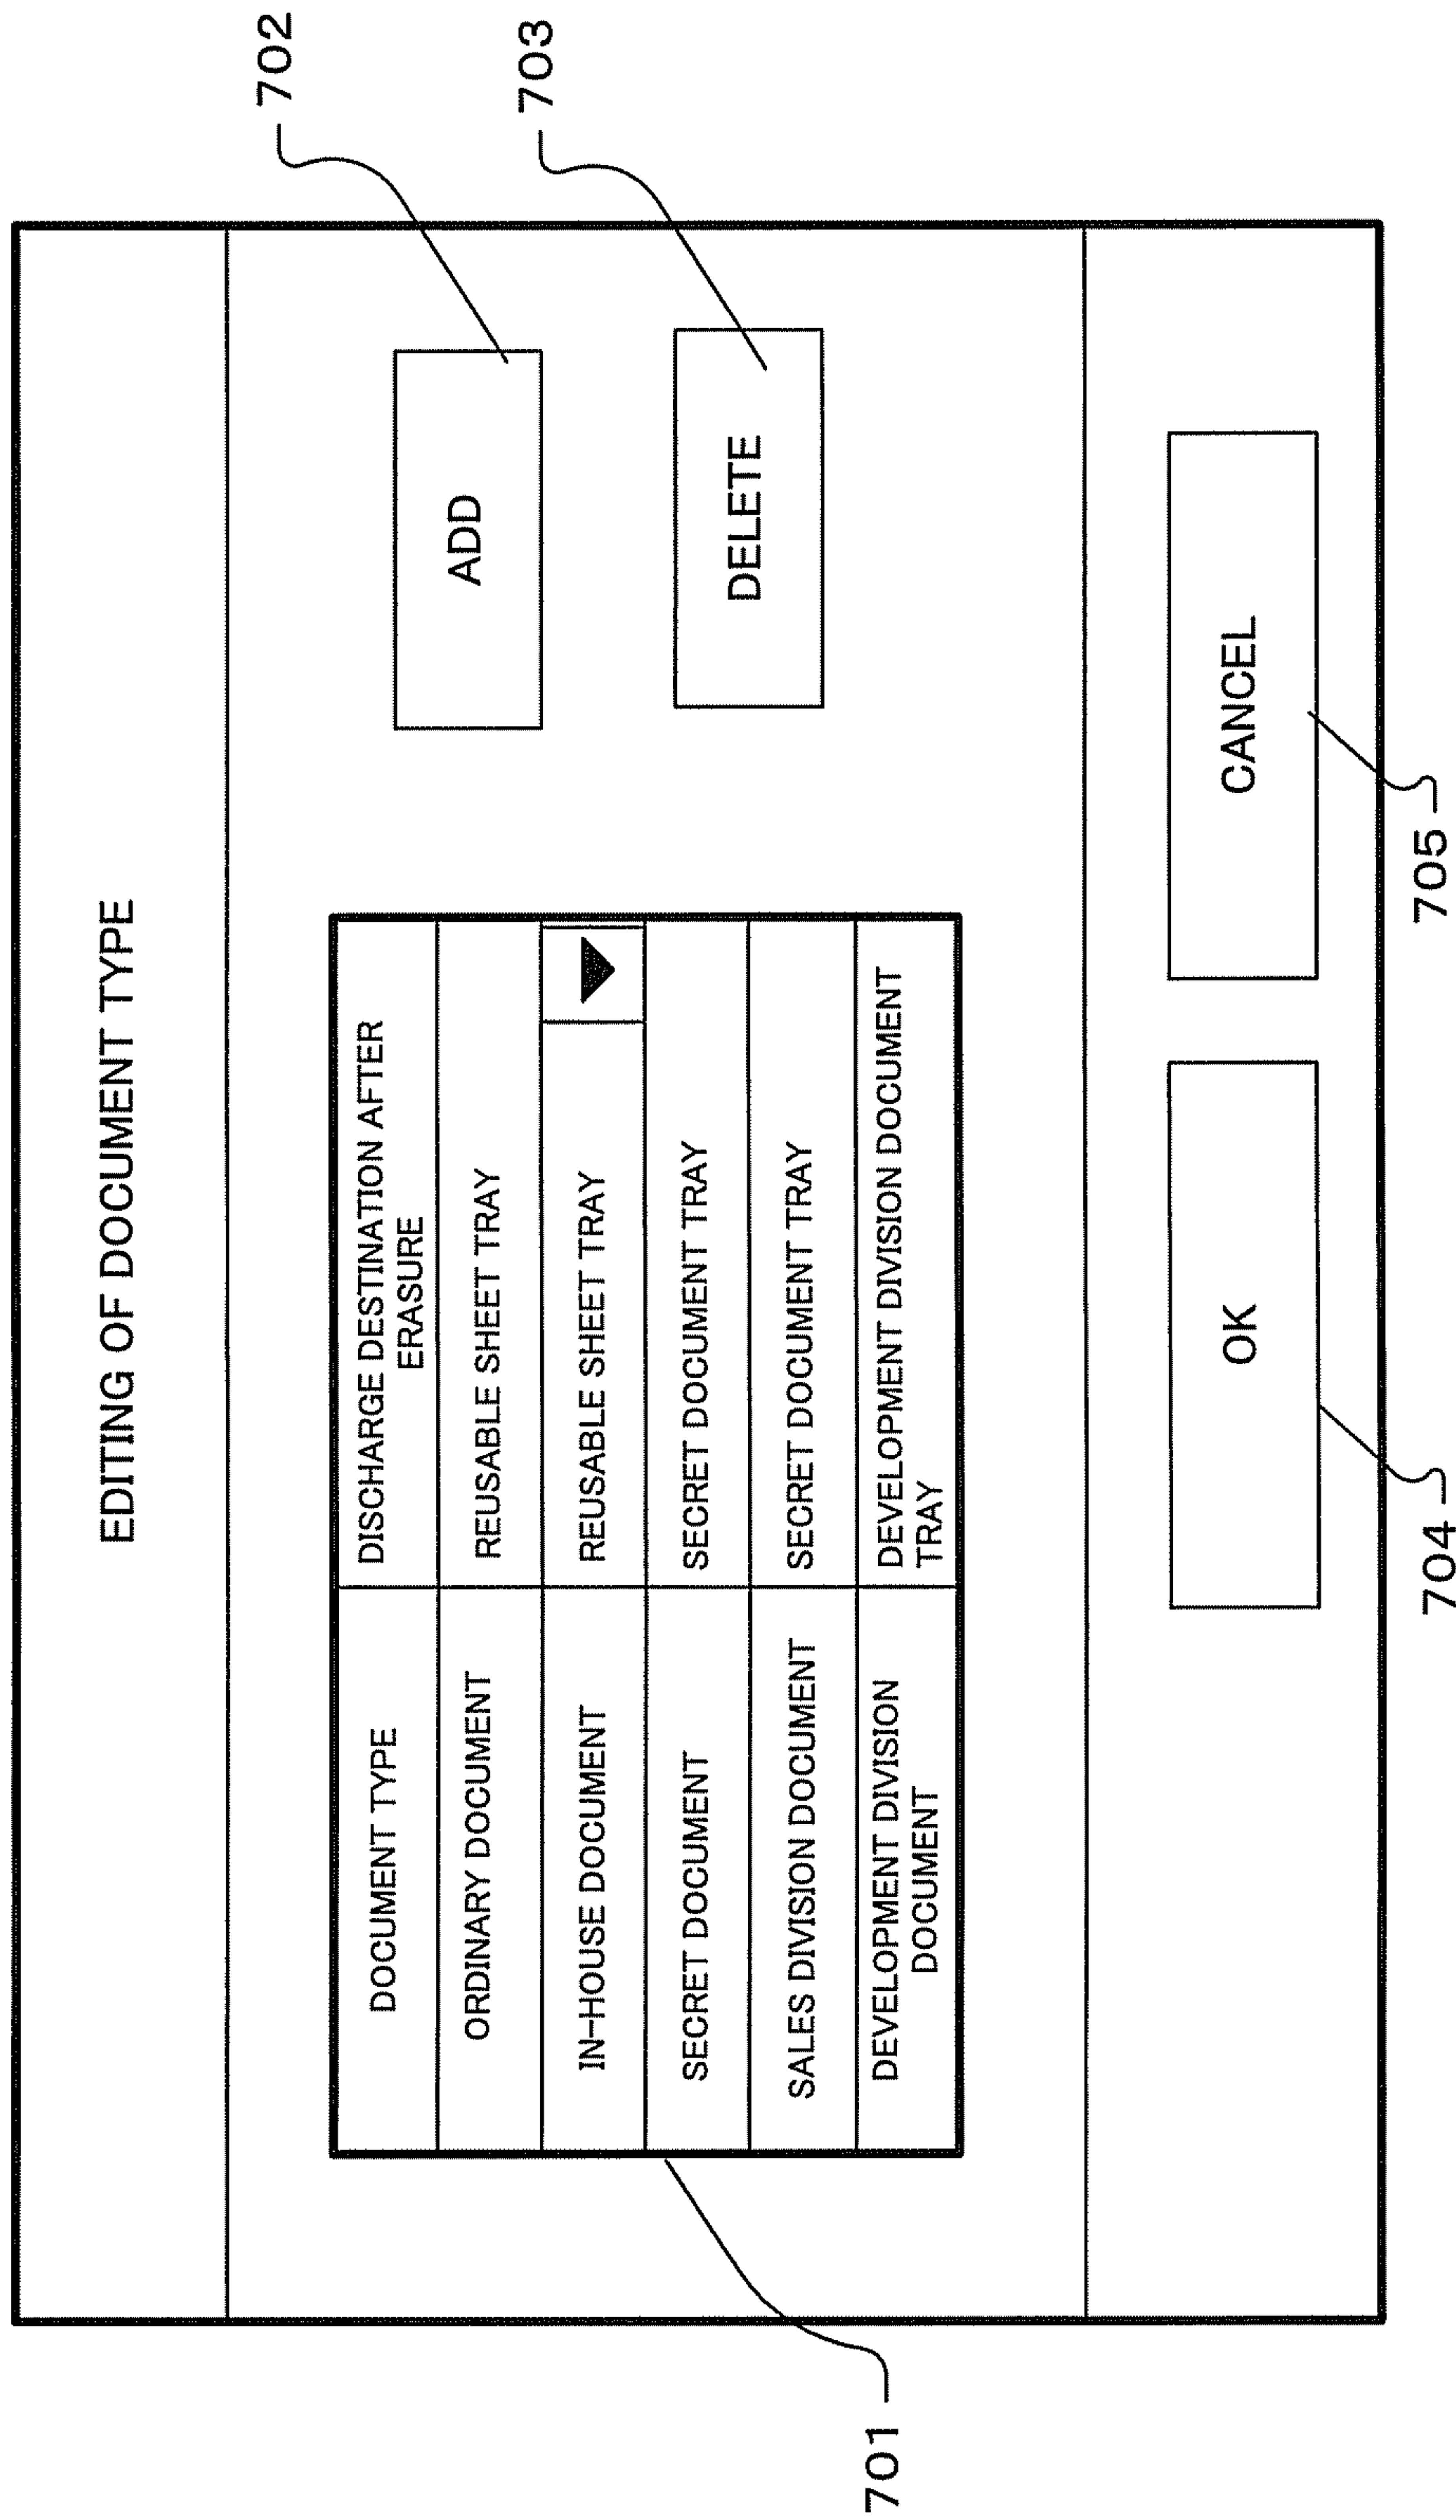 EDITING OF DOCUMENT TYPE
DOCUMENT TYPE
DISCHARGE DESTINATION AFTER
ERASURE
ORDINARY DOCUMENT
REUSABLE SHEET TRAY
IN-HOUSE DOCUMENT
REUSABLE SHEET TRAY
SECRET DOCUMENT
SECRET DOCUMENT TRAY
SALES DIVISION DOCUMENT
SECRET DOCUMENT TRAY
DEVELOPMENT DIVISION
DOCUMENT
DEVELOPMENT DIVISION DOCUMENT
TRAY
ADD
DELETE
OK
CANCEL
701
702
703
704
705